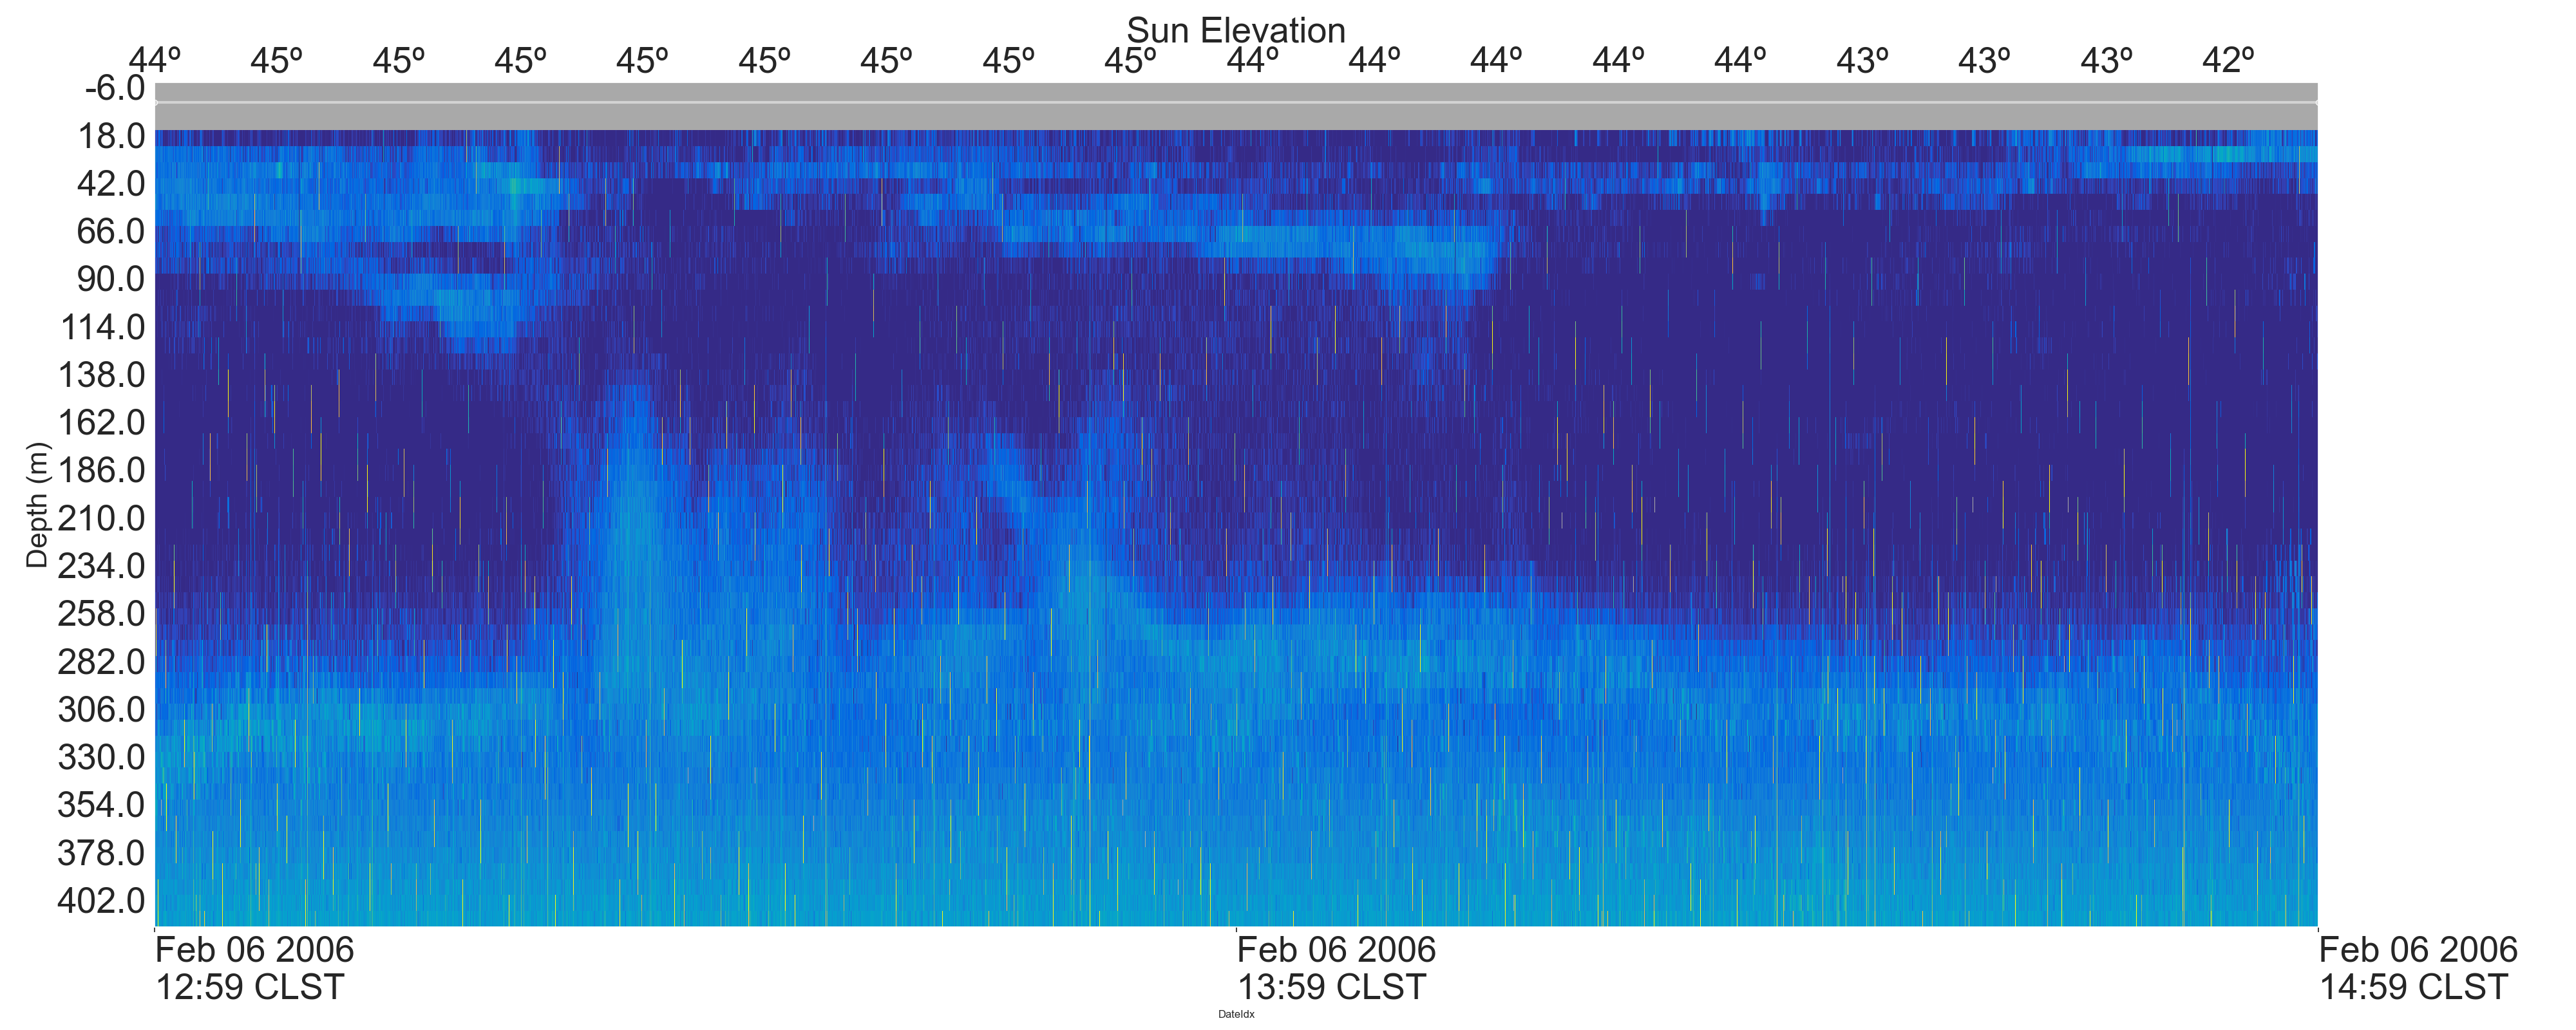 Sun Elevation
44º 45º 45º 45º 45º 45º 45º 45º 45º 44º 44º 44º 44º 44º 43º 43º 43º 42º
-6.0
18.0
42.0
66.0
90.0
114.0
138.0
162.0
186.0
210.0
234.0
258.0
282.0
306.0
330.0
354.0
378.0
402.0
Depth (m)
Feb 06 2006
12:59 CLST
Feb 06 2006
13:59 CLST
Feb 06 2006
14:59 CLST
DateIdx